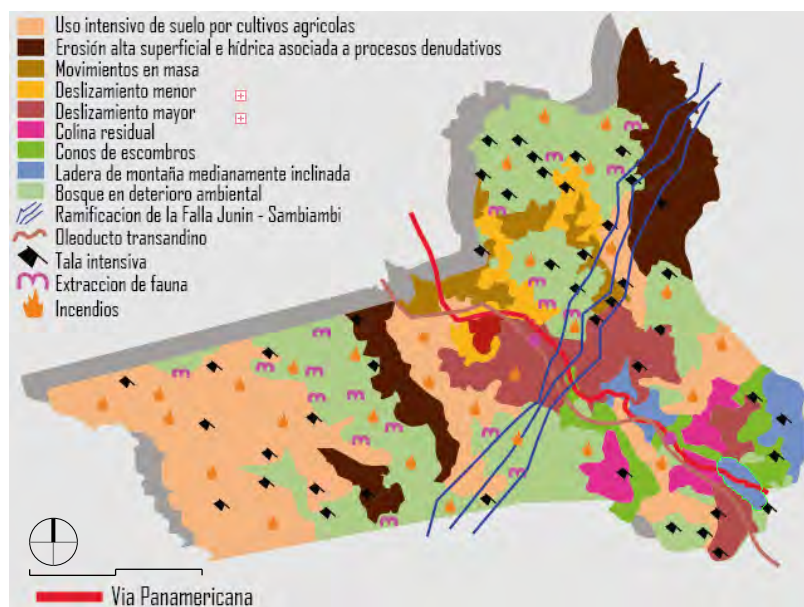 Uso intensivo de suelo por cultivos agricolas
Erosión alta superficial e hídrica asociada a procesos denudativos
Movimientos en masa
Deslizamiento menor
Deslizamiento mayor
Colina residual
Conos de escombros
Ladera de montaña medianamente inclinada
Bosque en deterioro ambiental
Ramificacion de la Falla Junin - Sambiambi
Oleoducto transandino
Tala intensiva
Extraccion de fauna
Incendios
Via Panamericana